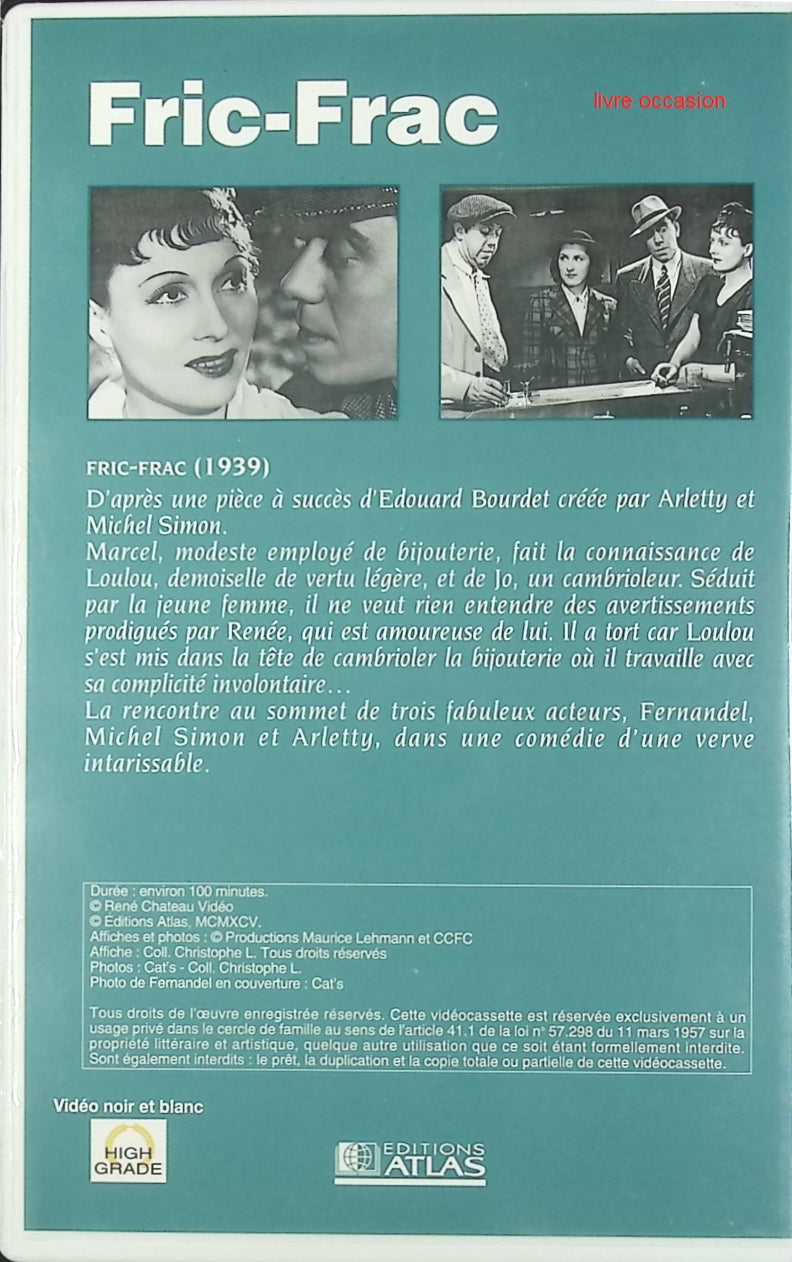 Fric-Frac
livre occasion
FRIC-FRAC (1939)
D'après une pièce à succès d'Edouard Bourdet créée par Arletty et
Michel Simon.
Marcel, modeste employé de bijouterie, fait la connaissance de
Loulou, demoiselle de vertu légère, et de Jo, un cambrioleur. Séduit
par la jeune femme, il ne veut rien entendre des avertissements
prodigués par Renée, qui est amoureuse de lui. Il a tort car Loulou
s'est mis dans la tête de cambrioler la bijouterie où il travaille avec
sa complicité involontaire...
La rencontre au sommet de trois fabuleux acteurs, Fernandel,
Michel Simon et Arletty, dans une comédie d'une verve
intarissable.
Durée : environ 100 minutes.
© René Chateau Vidéo
© Editions Atlas, MCMXCV.
Affiches et photos : © Productions Maurice Lehmann et CCFC
Affiche : Coll. Christophe L. Tous droits réservés
Photos : Cat's - Coll. Christophe L.
Photo de Fernandel en couverture : Cat's
Tous droits de l'œuvre enregistrée réservés. Cette vidéocassette est réservée exclusivement à un
usage privé dans le cercle de famille au sens de l'article 41.1 de la loi n° 57.298 du 11 mars 1957 sur la
propriété littéraire et artistique, quelque autre utilisation que ce soit étant formellement interdite.
Sont également interdits : le prêt, la duplication et la copie totale ou partielle de cette vidéocassette.
Vidéo noir et blanc
HIGH
GRADE
EDITIONS
ATLAS